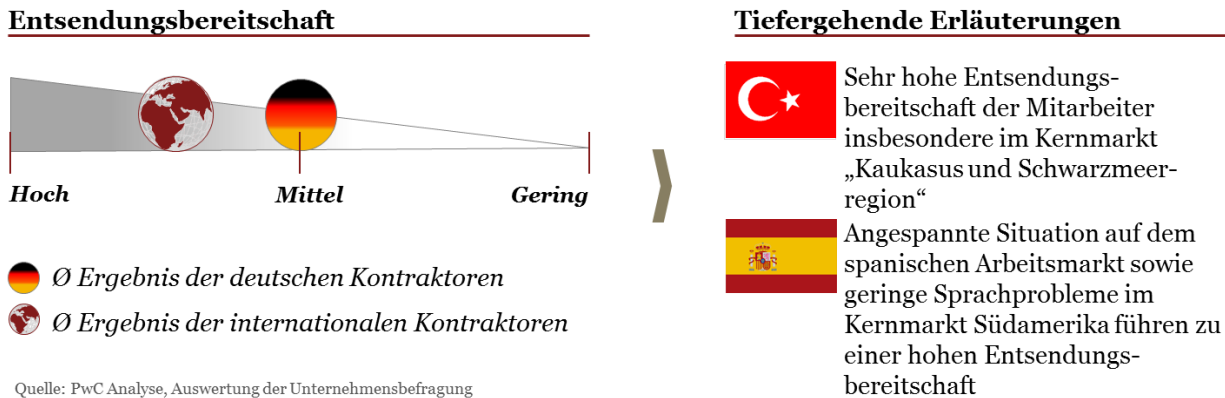 Entsendungsbereitschaft
Hoch
Mittel
Gering
Ø Ergebnis der deutschen Kontraktoren
Ø Ergebnis der internationalen Kontraktoren
Quelle: PwC Analyse, Auswertung der Unternehmensbefragung
Tiefergehende Erläuterungen
Sehr hohe Entsendungs-
bereitschaft der Mitarbeiter
insbesondere im Kernmarkt
„Kaukasus und Schwarzmeer-
region“
Angespannte Situation auf dem
spanischen Arbeitsmarkt sowie
geringe Sprachprobleme im
Kernmarkt Südamerika führen zu
einer hohen Entsendungs-
bereitschaft